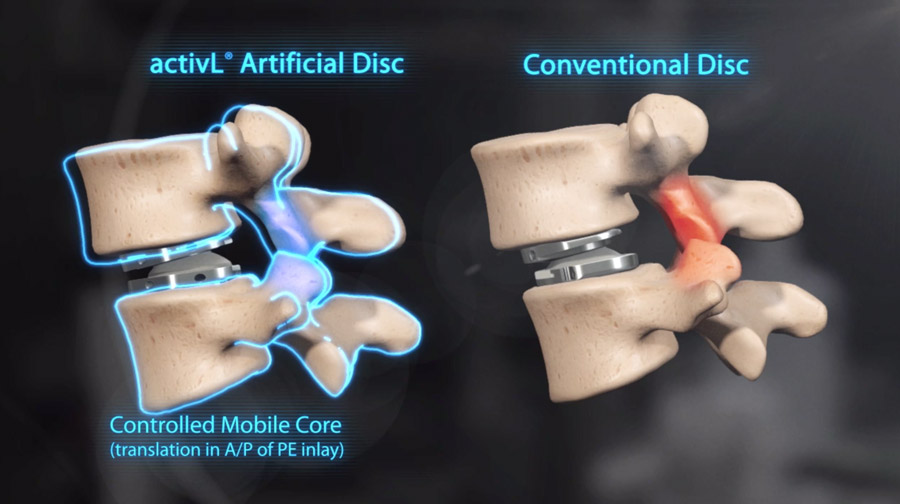 activL® Artificial Disc
Conventional Disc
Controlled Mobile Core
(translation in A/P of PE inlay)